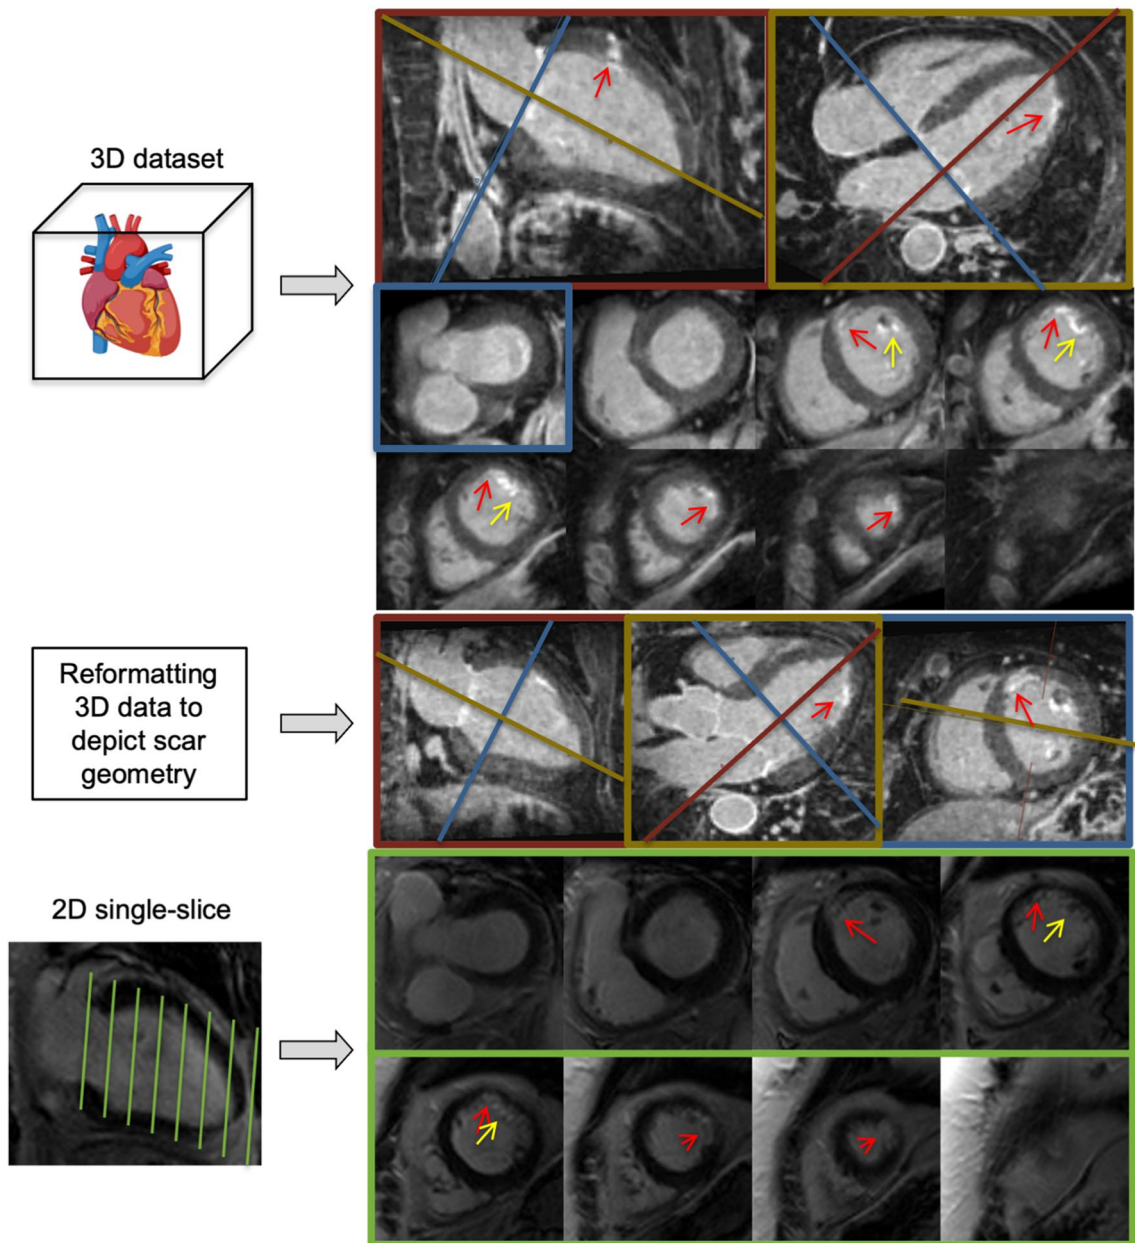 3D dataset
Reformatting
3D data to
depict scar
geometry
2D single-slice